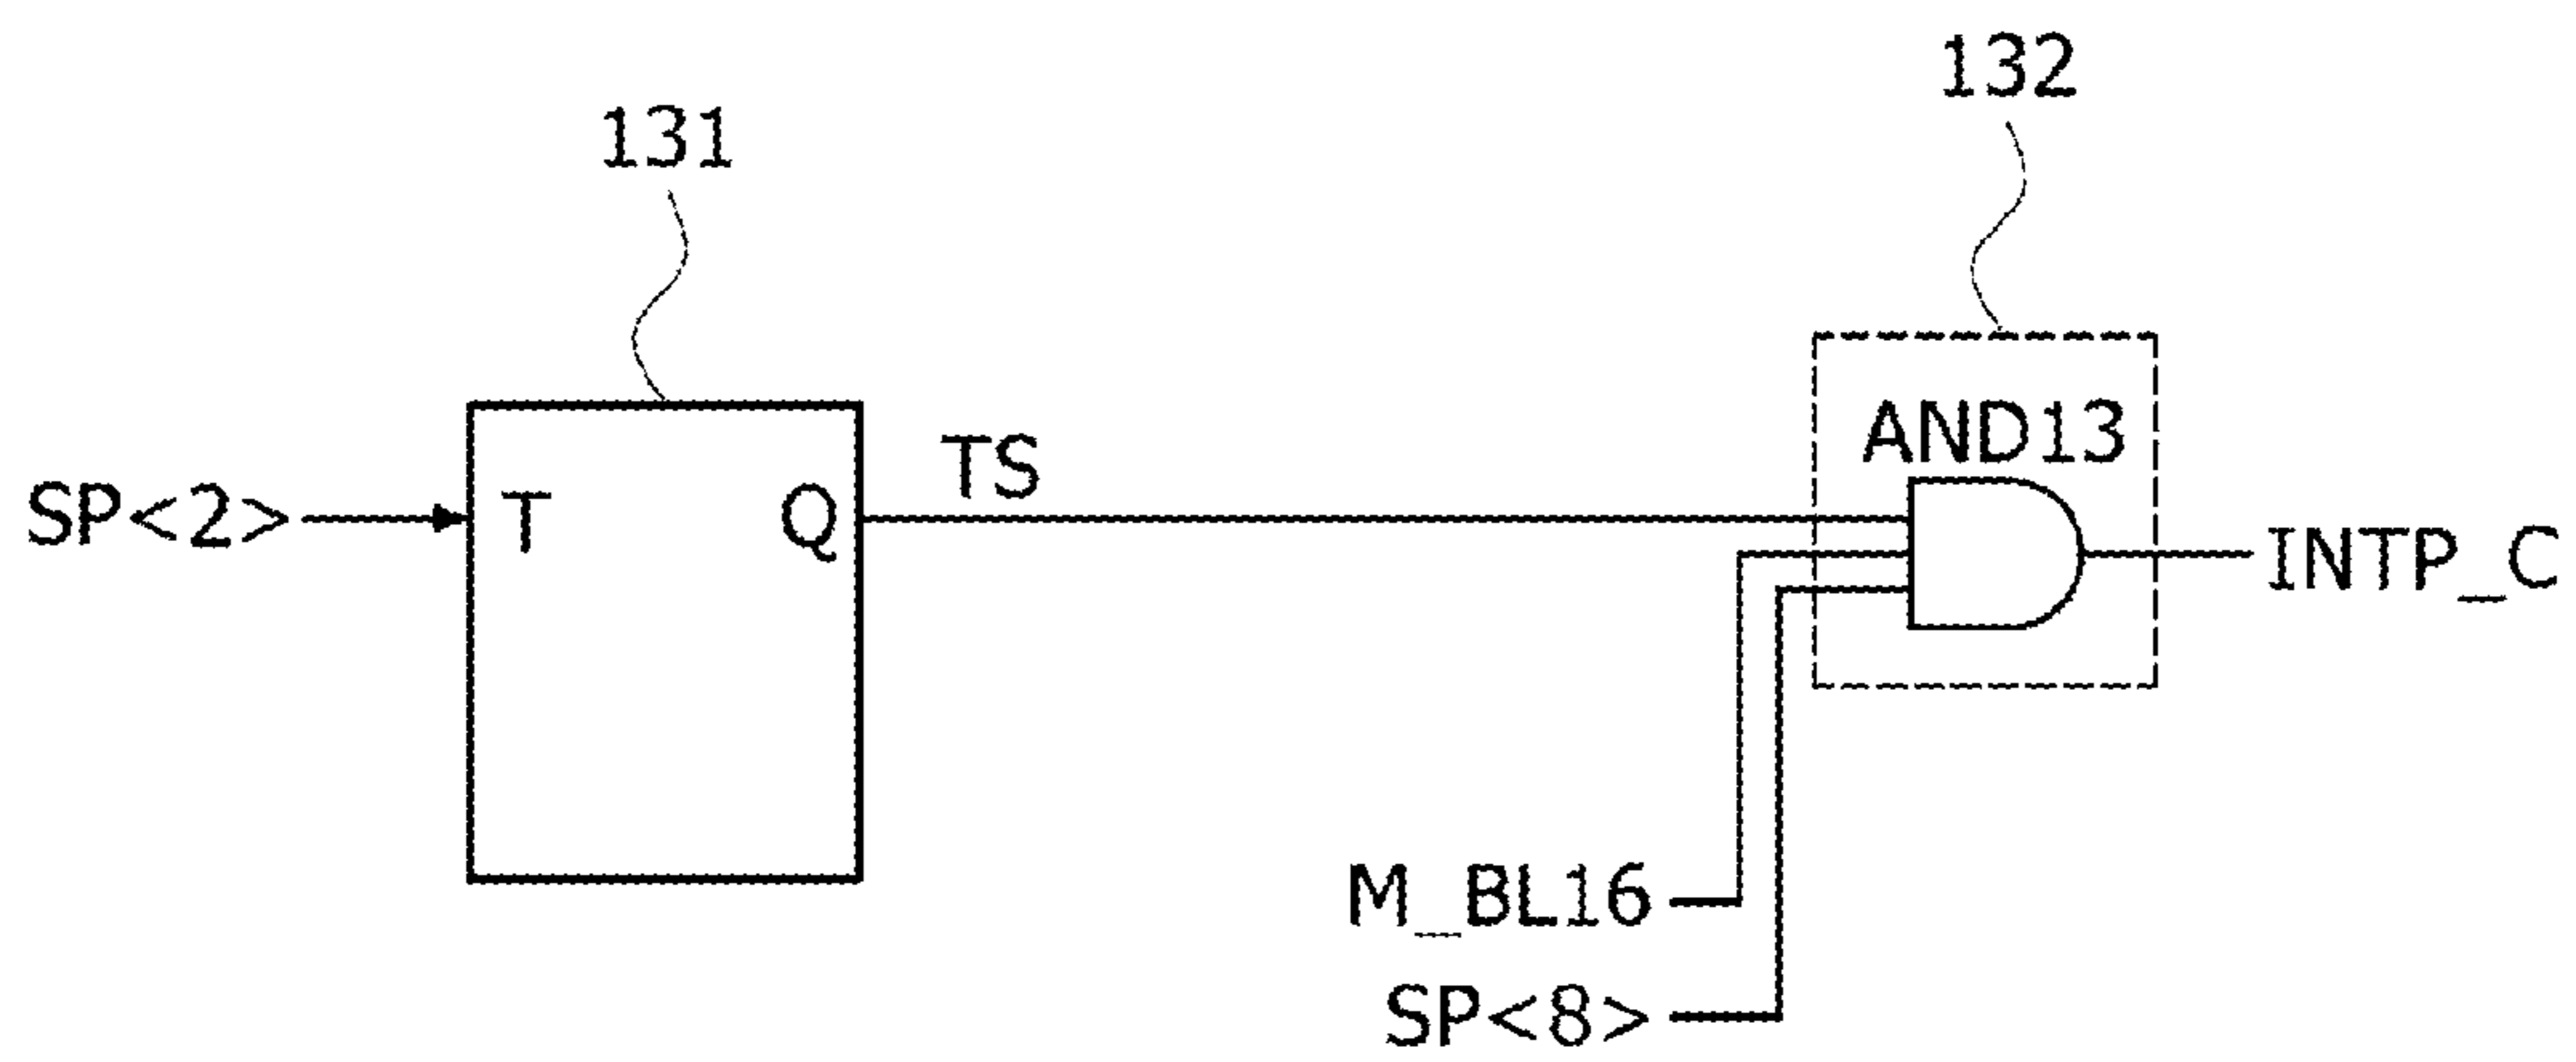 132
131
AND13
TS
SP<2>
T
Q
INTP_C
M_BL16
SP<8>